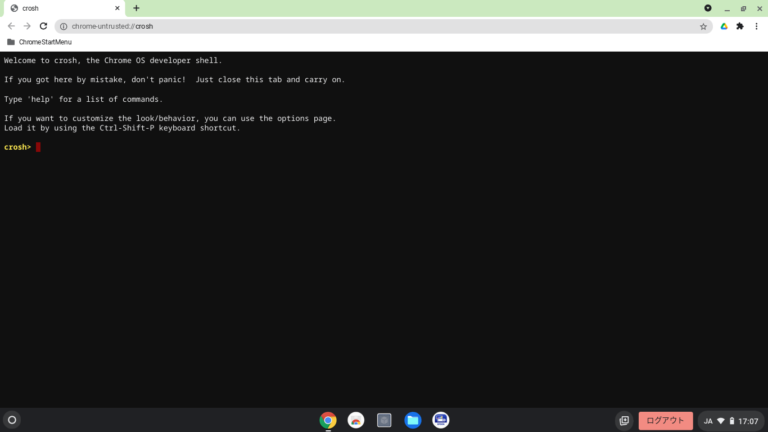 crosh
chrome-untrusted://crosh
ChromeStartMenu
Welcome to crosh, the Chrome OS developer shell.
If you got here by mistake, don't panic!  Just close this tab and carry on.
Type 'help' for a list of commands.
If you want to customize the look/behavior, you can use the options page.
Load it by using the Ctrl-Shift-P keyboard shortcut.
crosh>
ログアウト
JA
17:07